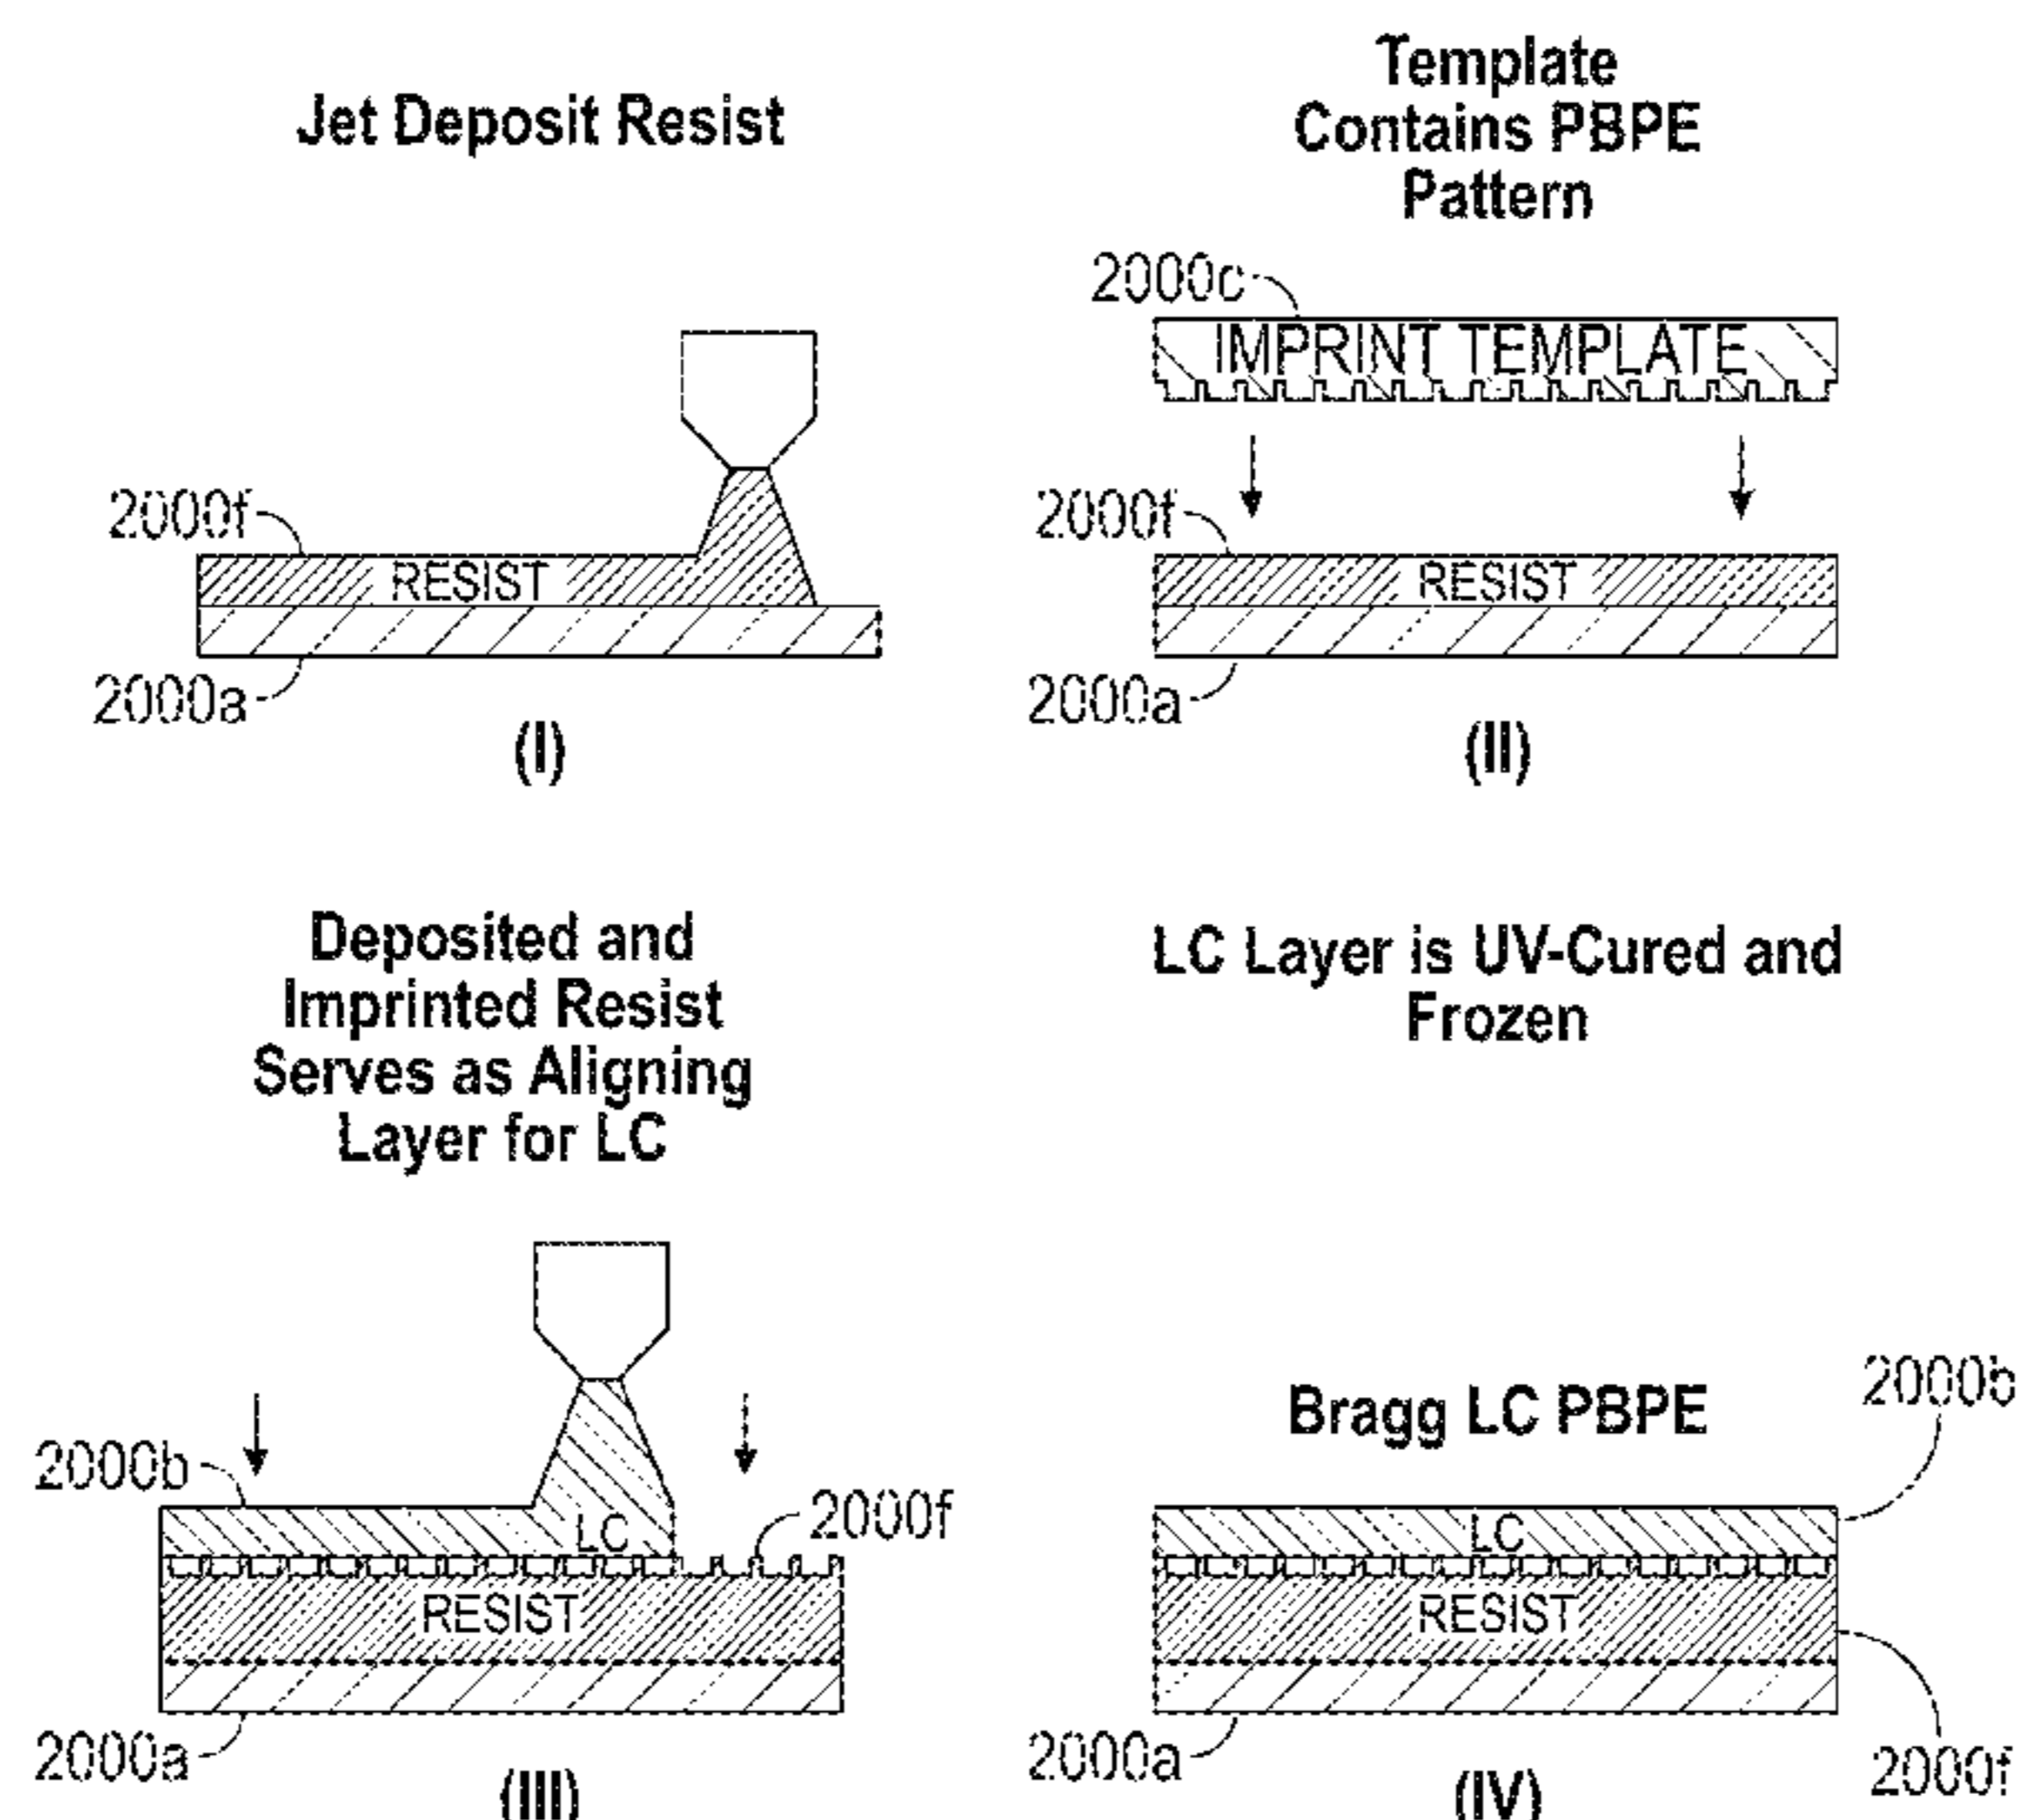 Jet Deposit Resist
2000f
RESIST
2000a
(I)
Template
Contains PBPE
Pattern
2000c
IMPRINT TEMPLATE
2000f
RESIST
2000a
(II)
Deposited and
Imprinted Resist
Serves as Aligning
Layer for LC
2000b
LC
2000f
RESIST
2000a
(III)
LC Layer is UV-Cured and
Frozen
Bragg LC PBPE
2000b
LC
RESIST
2000a
2000f
(IV)